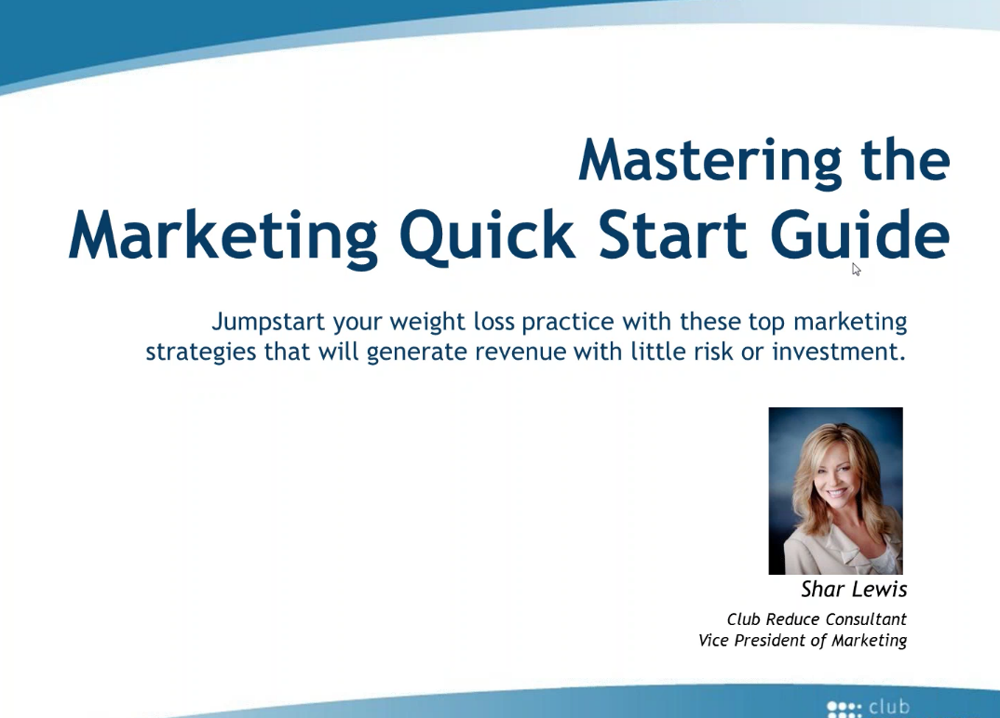 Mastering the
Marketing Quick Start Guide
Jumpstart your weight loss practice with these top marketing
strategies that will generate revenue with little risk or investment.
Shar Lewis
Club Reduce Consultant
Vice President of Marketing
club